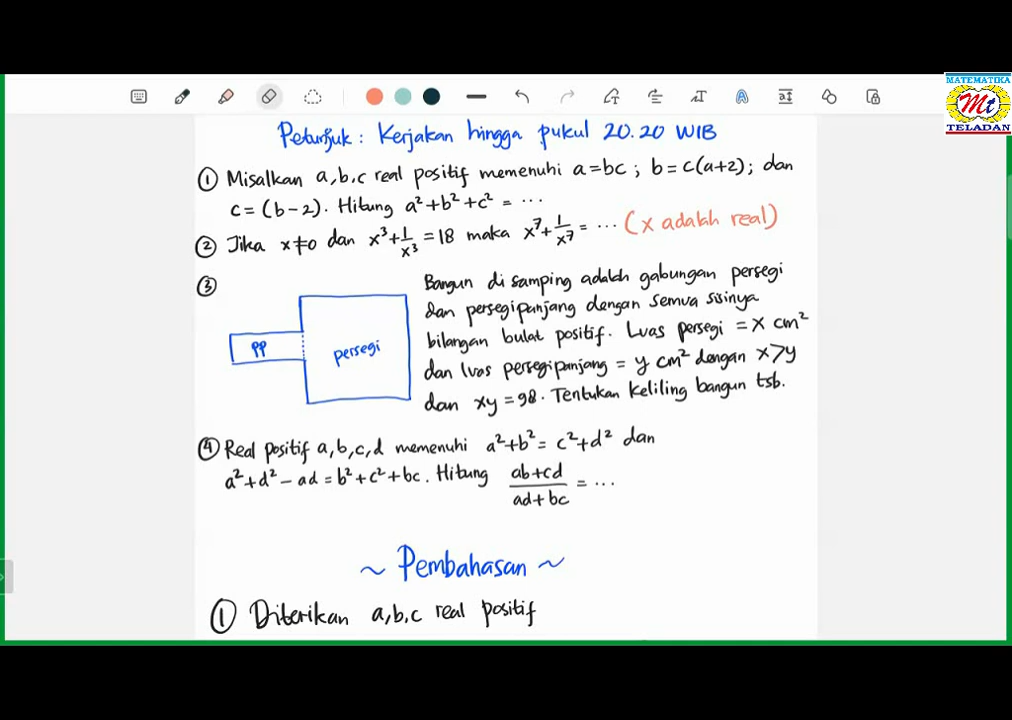 MATEMATIKA
Mt
TELADAN
Petunjuk : Kerjakan hingga pukul 20.20 WIB
① Misalkan a,b,c real positif memenuhi a=bc ; b=c(a+2); dan
c = (b-2). Hitung a²+b²+c² = ...
② Jika x≠0 dan x³+1/x³ = 18 maka x⁷+1/x⁷ = ... (x adalah real)
③ Bangun di samping adalah gabungan persegi
dan persegipanjang dengan semua sisinya
bilangan bulat positif. Luas persegi = x cm²
dan luas persegipanjang = y cm² dengan x>y
dan xy = 98. Tentukan keliling bangun tsb.
PP
persegi
④ Real positif a,b,c,d memenuhi a²+b² = c²+d² dan
a²+d²-ad = b²+c²+bc. Hitung (ab+cd)/(ad+bc) = ...
~ Pembahasan ~
① Diberikan a,b,c real positif